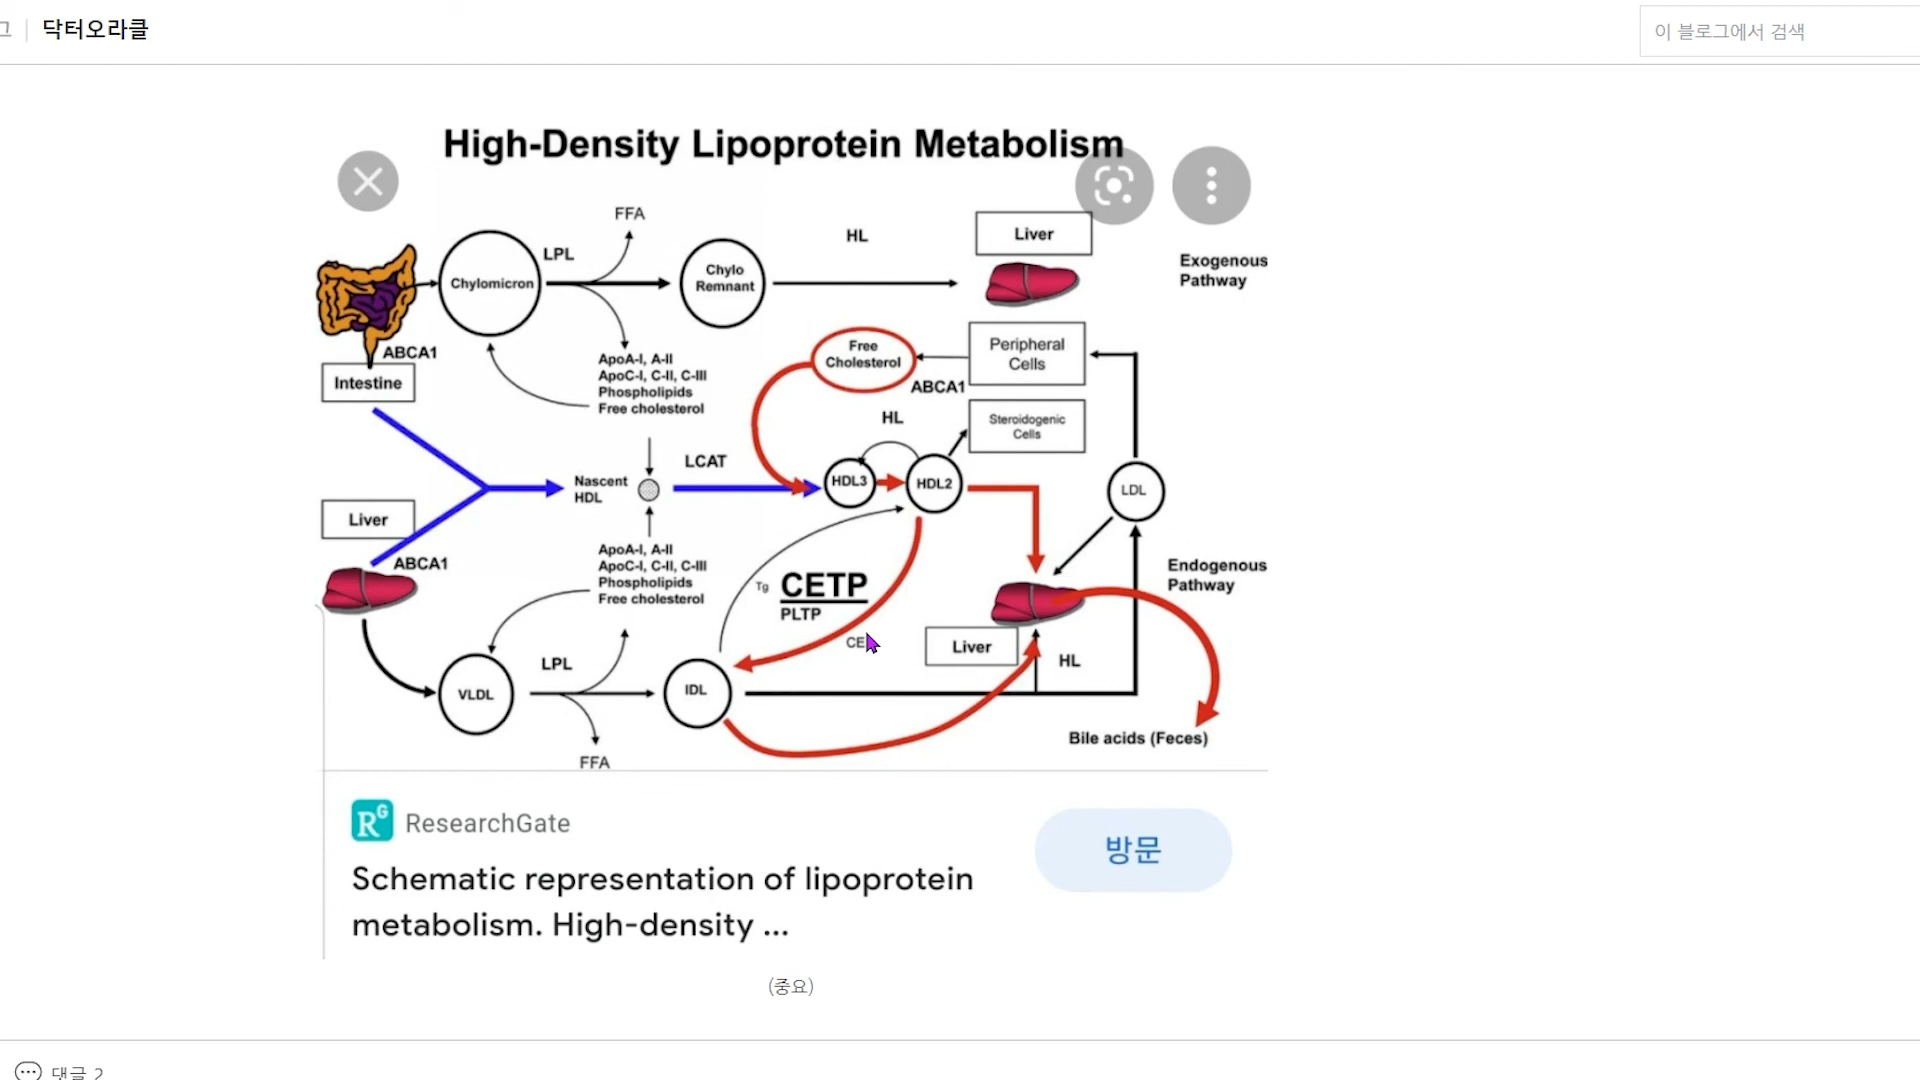 닥터오라클
이 블로그에서 검색
High-Density Lipoprotein Metabolism
FFA
LPL
HL
Liver
Chylomicron
Chylo
Remnant
Exogenous
Pathway
ABCA1
Intestine
ApoA-I, A-II
ApoC-I, C-II, C-III
Phospholipids
Free cholesterol
Free
Cholesterol
Peripheral
Cells
ABCA1
HL
Steroidogenic
Cells
LCAT
Nascent
HDL
HDL3
HDL2
LDL
Liver
ABCA1
ApoA-I, A-II
ApoC-I, C-II, C-III
Phospholipids
Free cholesterol
Tg
CETP
PLTP
CE
Endogenous
Pathway
Liver
HL
LPL
VLDL
IDL
FFA
Bile acids (Feces)
RG
ResearchGate
방문
Schematic representation of lipoprotein
metabolism. High-density ...
(중요)
댓글 2